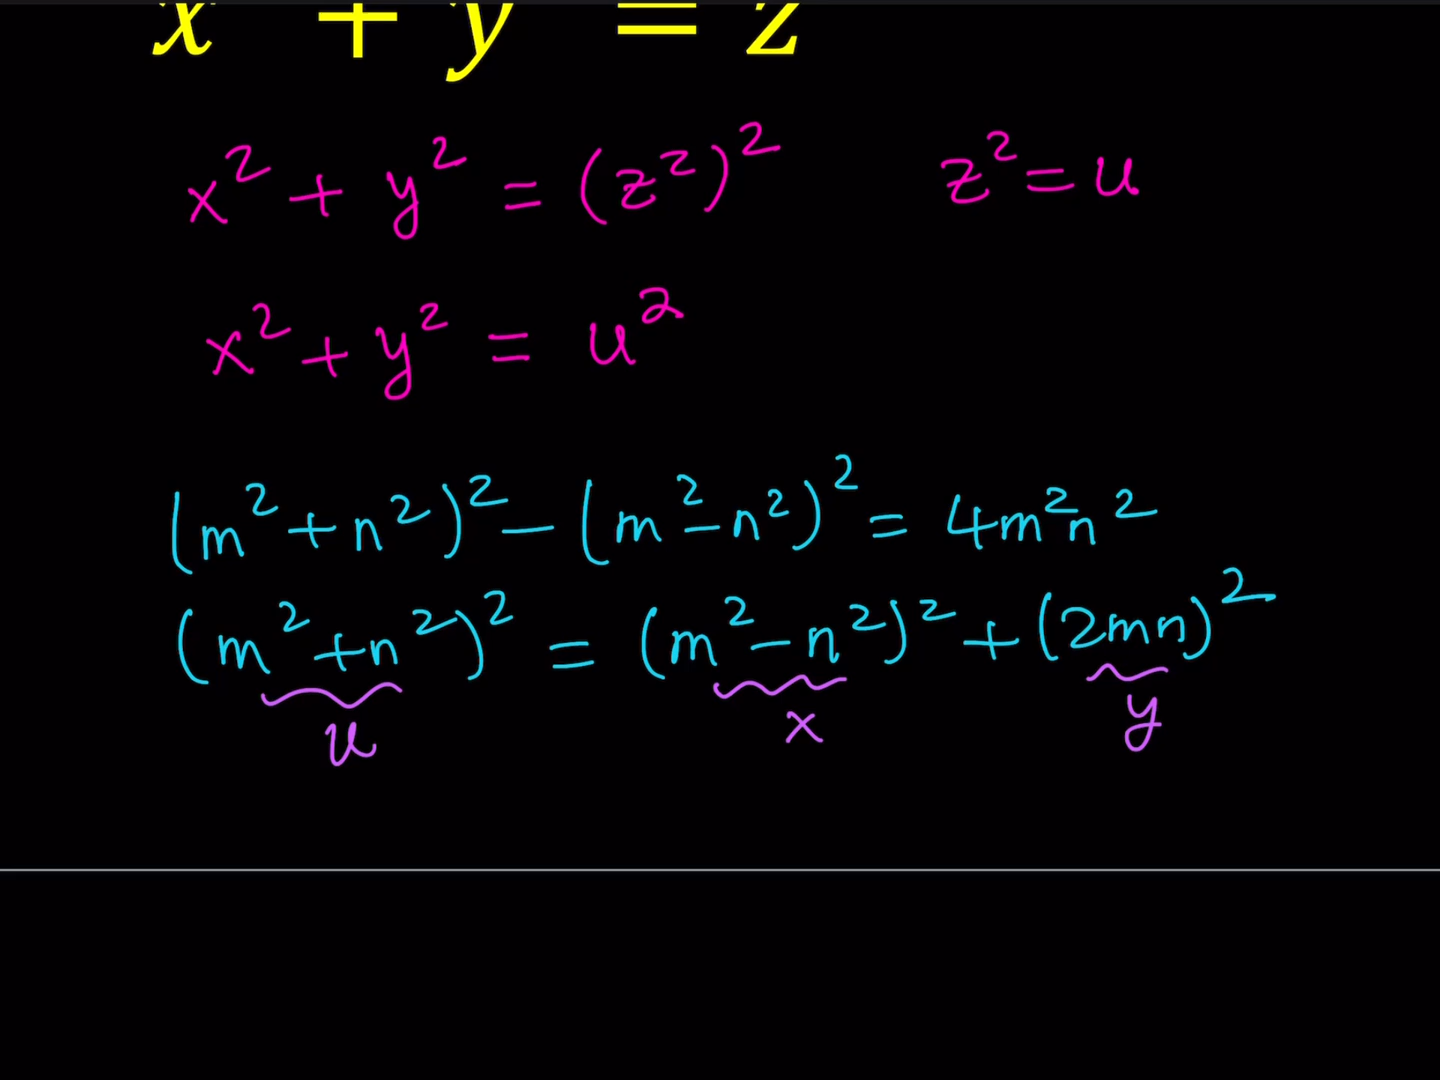 x + y = z
x² + y² = (z²)² z² = u
x² + y² = u²
(m² + n²)² − (m² − n²)² = 4m²n²
(m² + n²)² = (m² − n²)² + (2mn)²
u x y